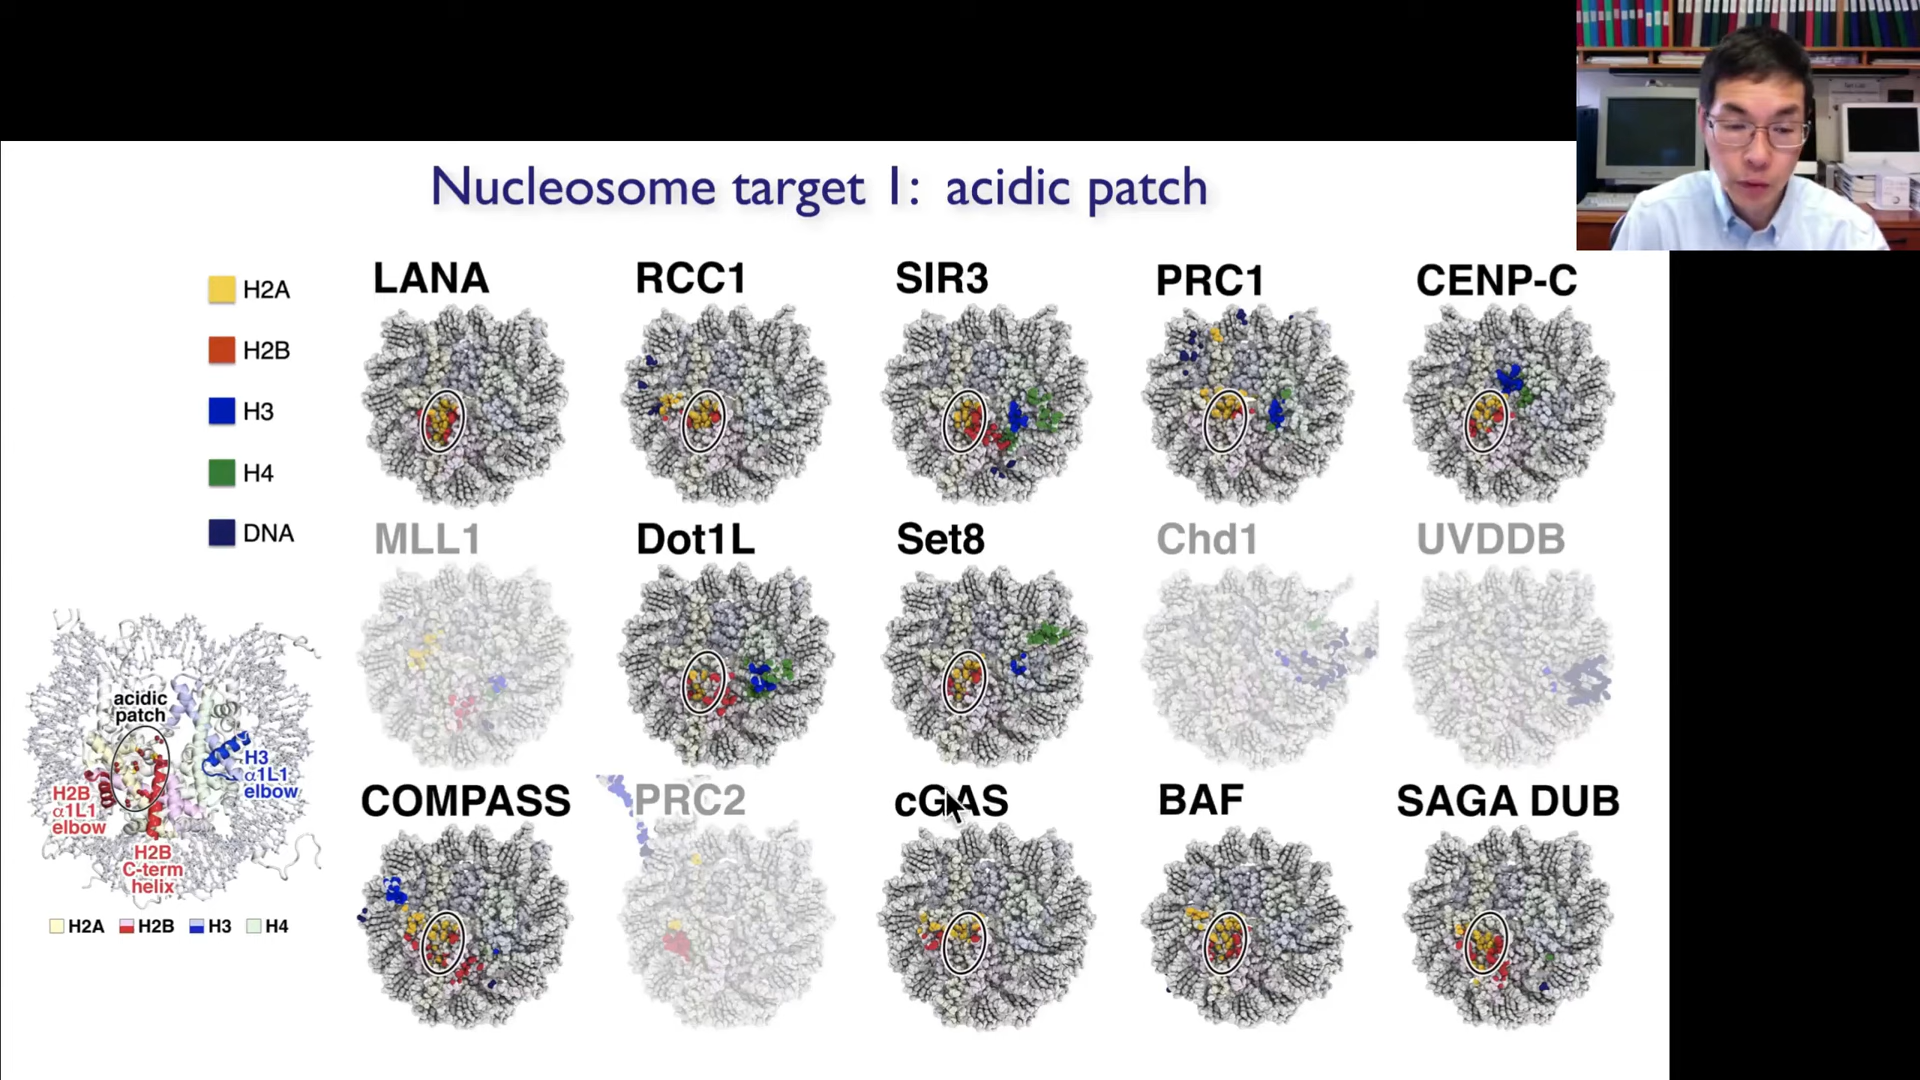 Nucleosome target 1: acidic patch
H2A
H2B
H3
H4
DNA
LANA
RCC1
SIR3
PRC1
CENP-C
MLL1
Dot1L
Set8
Chd1
UVDDB
COMPASS
PRC2
cGAS
BAF
SAGA DUB
acidic
patch
H3
α1L1
elbow
H2B
α1L1
elbow
H2B
C-term
helix
H2A H2B H3 H4